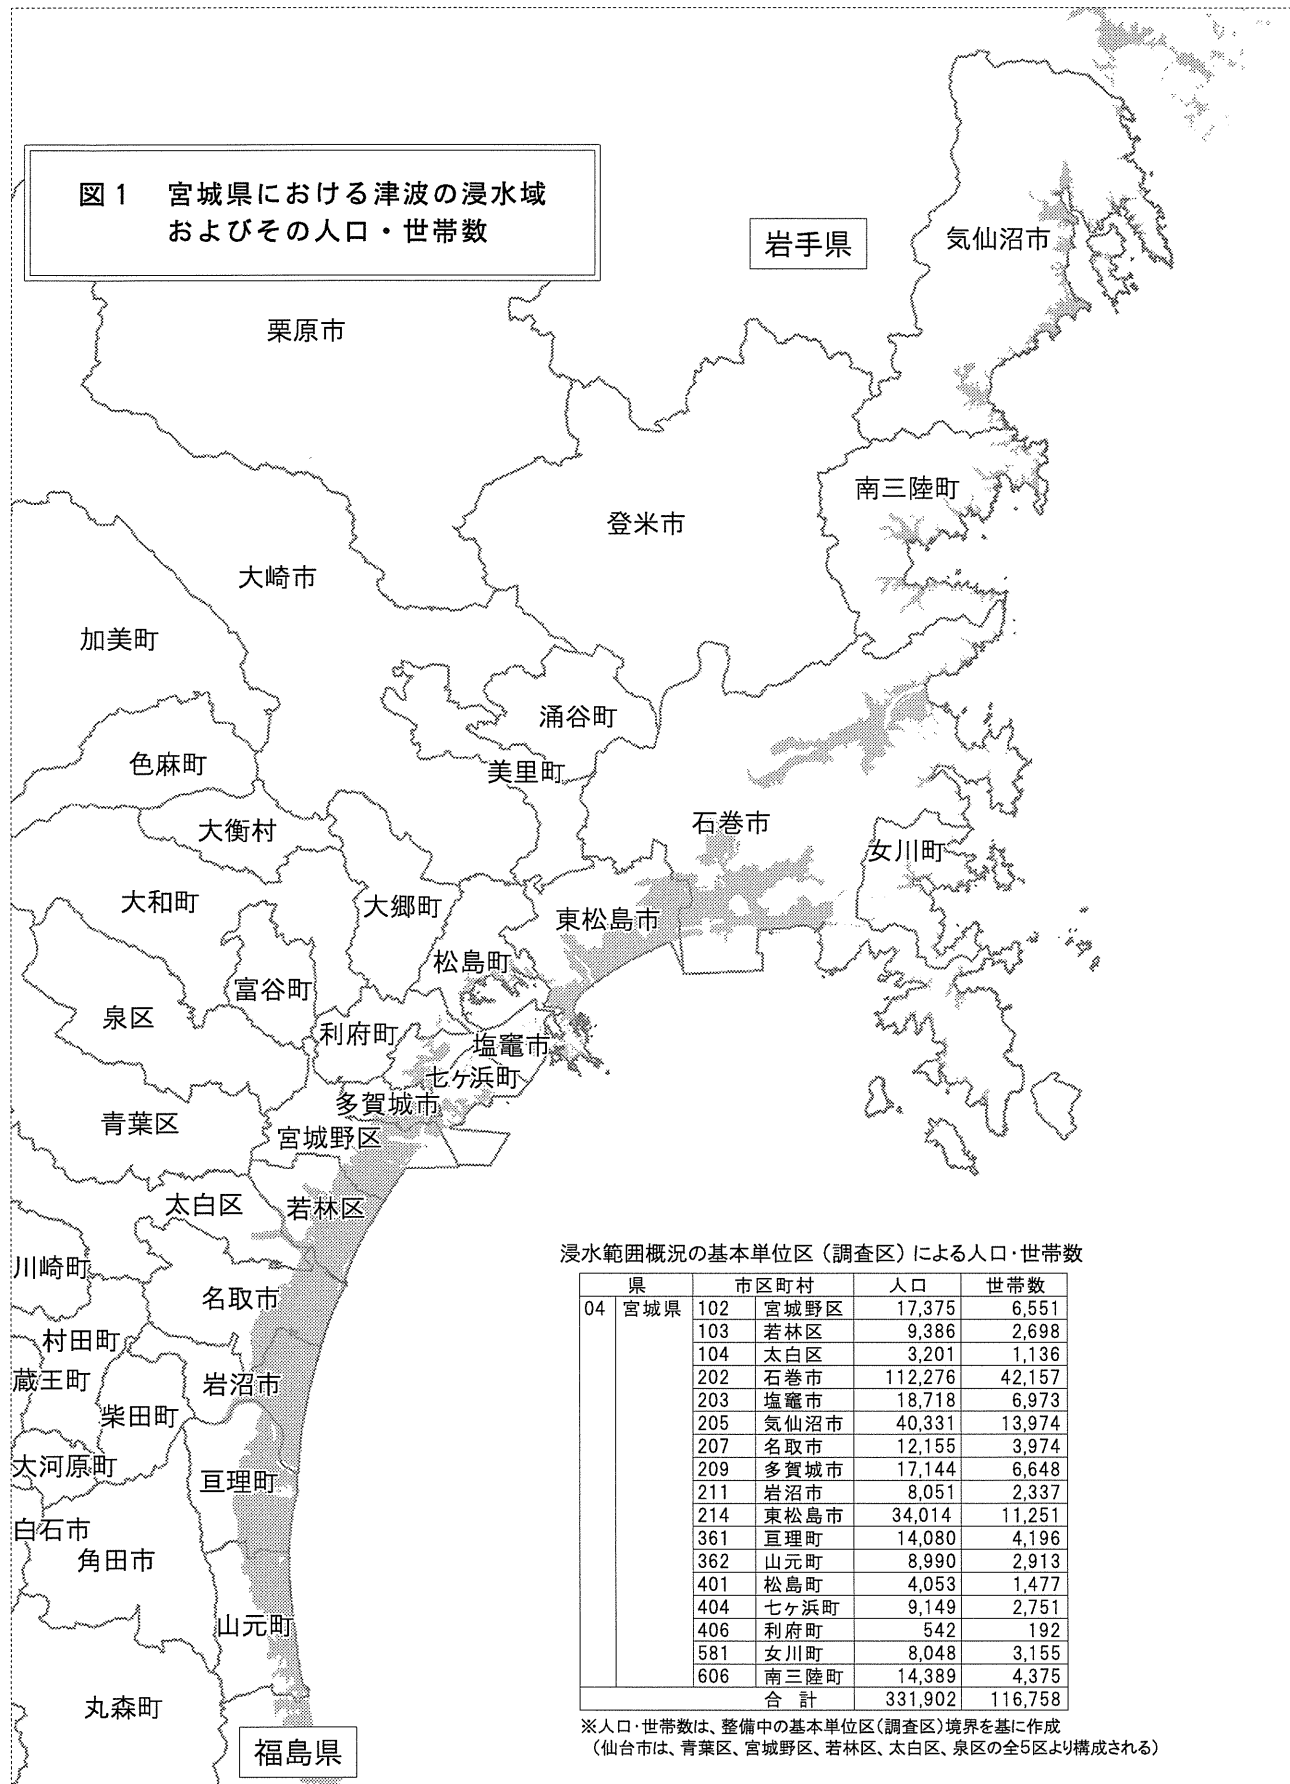 図1 宮城県における津波の浸水域
およびその人口・世帯数
岩手県
気仙沼市
栗原市
南三陸町
登米市
大崎市
加美町
涌谷町
色麻町
美里町
石巻市
大衡村
女川町
大和町
大郷町
東松島市
松島町
富谷町
泉区
利府町
塩竈市
七ヶ浜町
多賀城市
青葉区
宮城野区
太白区
若林区
川崎町
名取市
村田町
蔵王町
岩沼市
柴田町
大河原町
亘理町
白石市
角田市
山元町
丸森町
福島県
浸水範囲概況の基本単位区（調査区）による人口・世帯数
県 市区町村 人口 世帯数
04 宮城県 102 宮城野区 17,375 6,551
103 若林区 9,386 2,698
104 太白区 3,201 1,136
202 石巻市 112,276 42,157
203 塩竈市 18,718 6,973
205 気仙沼市 40,331 13,974
207 名取市 12,155 3,974
209 多賀城市 17,144 6,648
211 岩沼市 8,051 2,337
214 東松島市 34,014 11,251
361 亘理町 14,080 4,196
362 山元町 8,990 2,913
401 松島町 4,053 1,477
404 七ヶ浜町 9,149 2,751
406 利府町 542 192
581 女川町 8,048 3,155
606 南三陸町 14,389 4,375
合計 331,902 116,758
※人口・世帯数は、整備中の基本単位区（調査区）境界を基に作成
（仙台市は、青葉区、宮城野区、若林区、太白区、泉区の全5区より構成される）